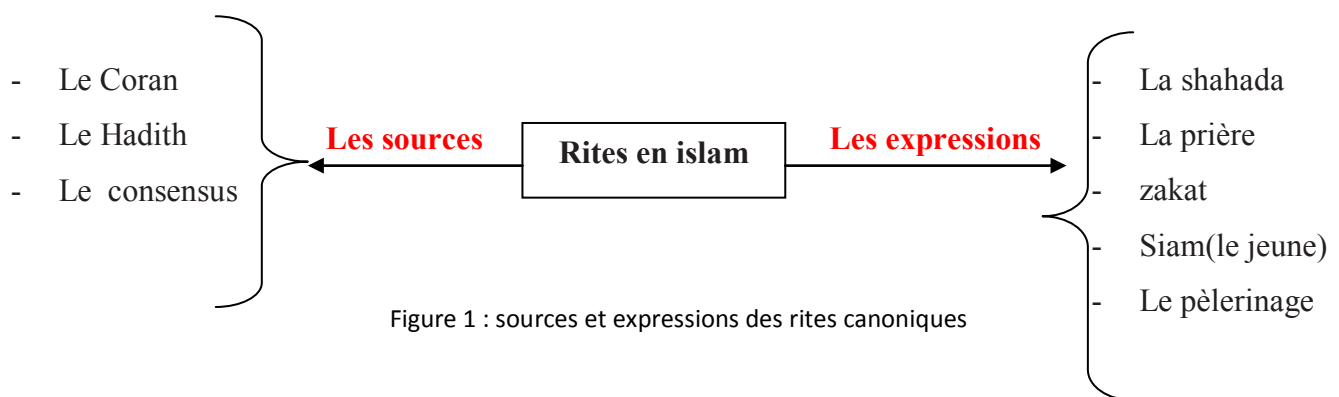 - Le Coran
- Le Hadith
- Le consensus
Les sources
Rites en islam
Les expressions
- La shahada
- La prière
- zakat
- Siam(le jeune)
- Le pèlerinage
Figure 1 : sources et expressions des rites canoniques